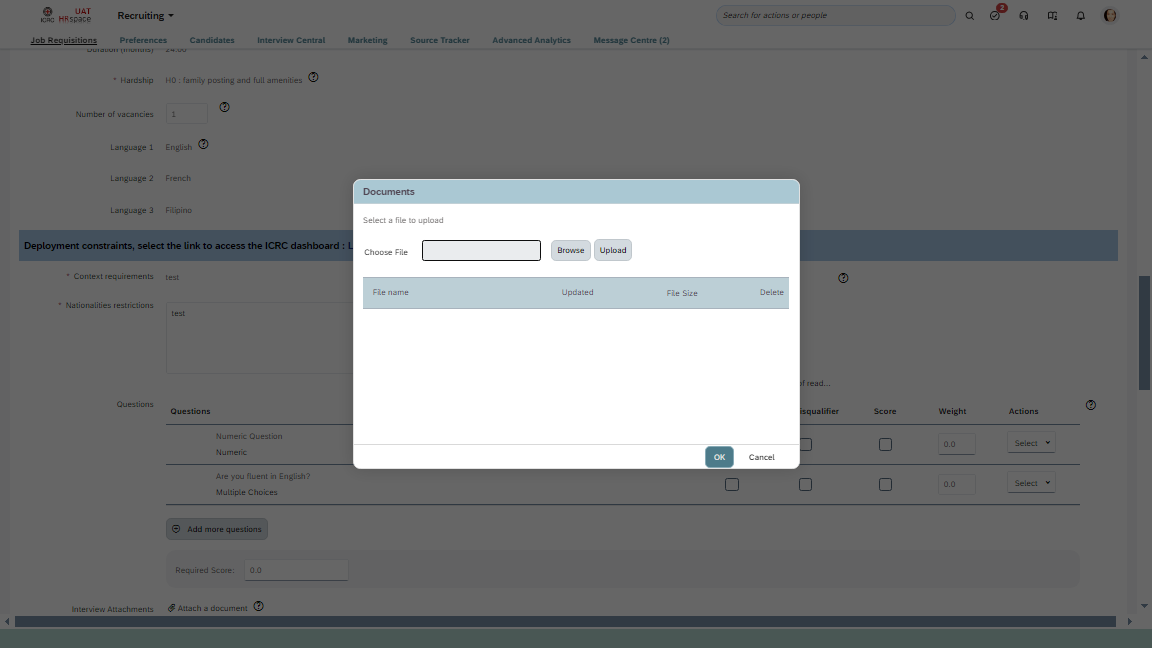 ICRC
UAT
HR space
Recruiting
Search for actions or people
2
Job Requisitions
Preferences
Candidates
Interview Central
Marketing
Source Tracker
Advanced Analytics
Message Centre (2)
Duration (months) 24.00
* Hardship H0 : family posting and full amenities
Number of vacancies 1
Language 1 English
Language 2 French
Language 3 Filipino
Deployment constraints, select the link to access the ICRC dashboard : L
* Context requirements test
* Nationalities restrictions test
Documents
Select a file to upload
Choose File Browse Upload
File name Updated File Size Delete
OK Cancel
of read...
Questions Questions isqualifier Score Weight Actions
Numeric Question
Numeric 0.0 Select
Are you fluent in English?
Multiple Choices 0.0 Select
Add more questions
Required Score: 0.0
Interview Attachments Attach a document